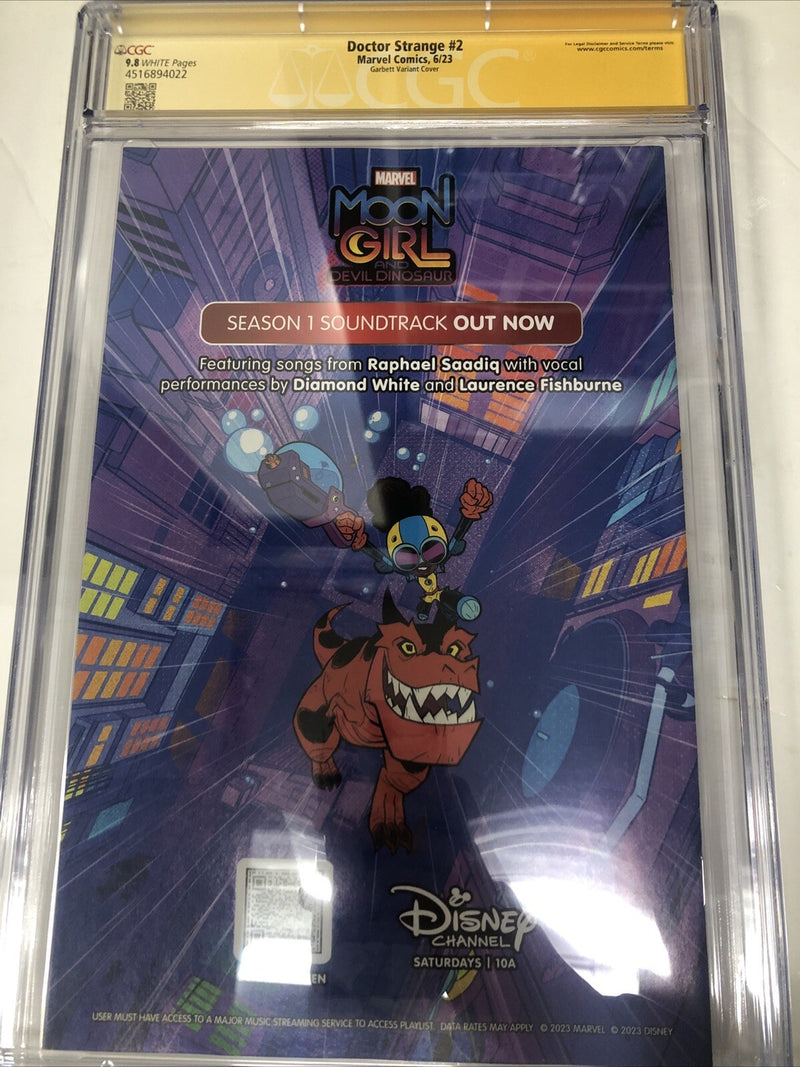 CGC
9.8 WHITE Pages
4516894022
Doctor Strange #2
Marvel Comics, 6/23
Garbett Variant Cover
For Legal Disclaimer and Service Terms please visit:
www.cgccomics.com/terms
CGC
MARVEL
MOON
GIRL
AND
DEVIL DINOSAUR
SEASON 1 SOUNDTRACK OUT NOW
Featuring songs from Raphael Saadiq with vocal
performances by Diamond White and Laurence Fishburne
DISNEY
CHANNEL
SATURDAYS | 10A
USER MUST HAVE ACCESS TO A MAJOR MUSIC STREAMING SERVICE TO ACCESS PLAYLIST. DATA RATES MAY APPLY © 2023 MARVEL © 2023 DISNEY